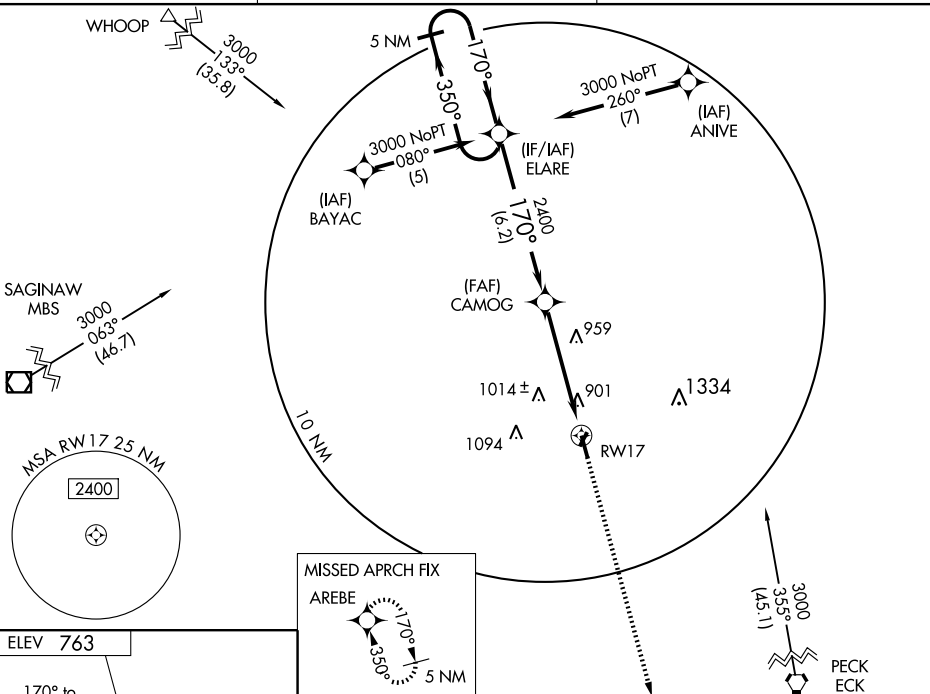 WHOOP
3000
133°
(35.8)
5 NM
170°
350°
3000 NoPT
260°
(7)
(IAF)
ANIVE
3000 NoPT
080°
(5)
(IAF)
BAYAC
(IF/IAF)
ELARE
2400
170°
(6.2)
(FAF)
CAMOG
SAGINAW
MBS
3000
063°
(46.7)
959
1014 ±
901
1334
1094
RW17
10 NM
MSA RW17 25 NM
2400
MISSED APRCH FIX
AREBE
170°
350°
5 NM
3000
355°
(45.1)
PECK
ECK
ELEV 763
170° to